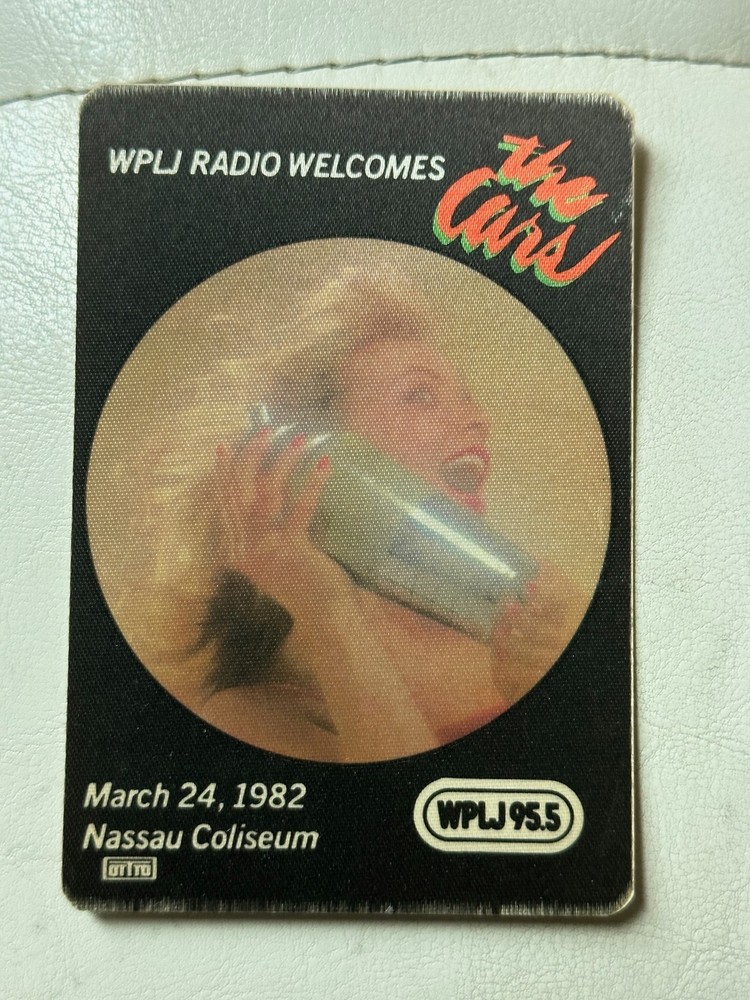 WPLJ RADIO WELCOMES
the
Cars
March 24, 1982
Nassau Coliseum
OTTO
WPLJ 95.5